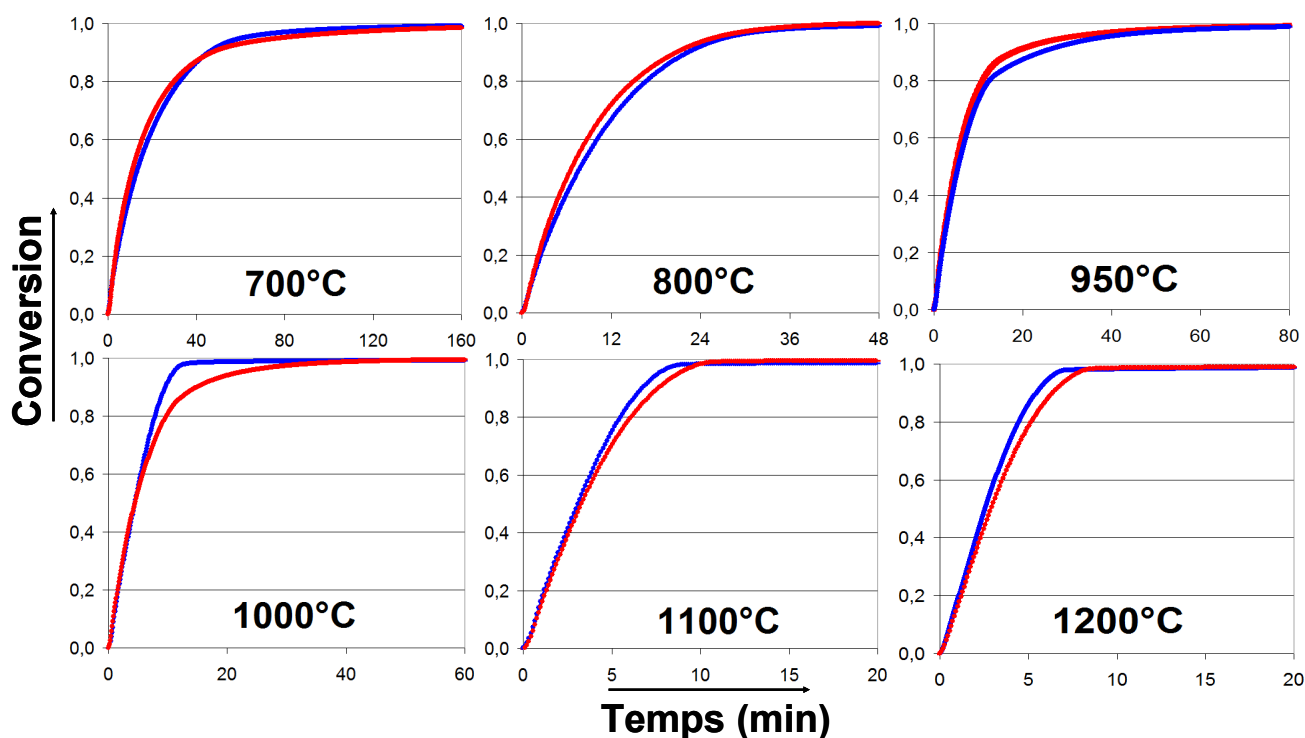 Conversion
1,0 0,8 0,6 0,4 0,2 0,0
0 40 80 120 160
700°C
1,0 0,8 0,6 0,4 0,2 0,0
0 12 24 36 48
800°C
1,0 0,8 0,6 0,4 0,2 0,0
0 20 40 60 80
950°C
1,0 0,8 0,6 0,4 0,2 0,0
0 20 40 60
1000°C
1,0 0,8 0,6 0,4 0,2 0,0
0 5 10 15 20
1100°C
1,0 0,8 0,6 0,4 0,2 0,0
0 5 10 15 20
1200°C
Temps (min)